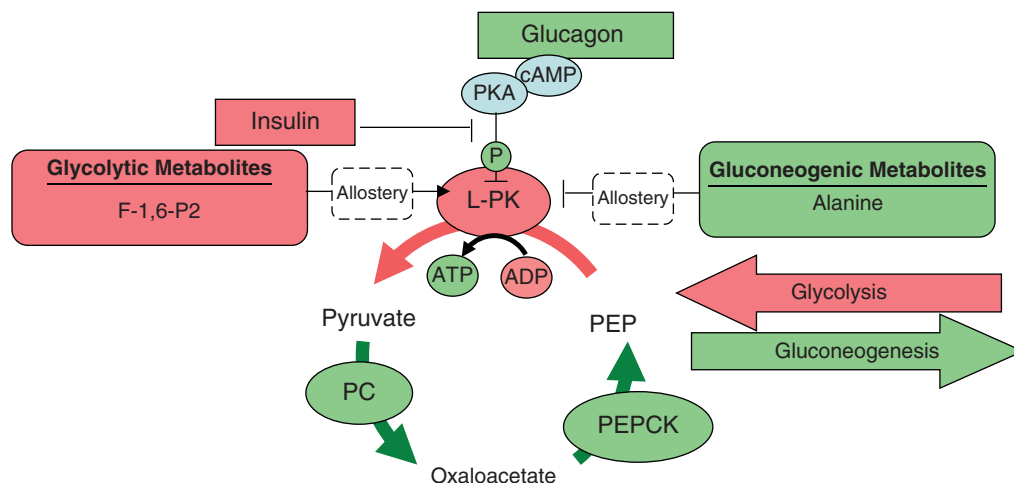 Glucagon
cAMP
PKA
Insulin
P
Glycolytic Metabolites
F-1,6-P2
Allostery
L-PK
Allostery
Gluconeogenic Metabolites
Alanine
ATP
ADP
Glycolysis
Pyruvate
PEP
Gluconeogenesis
PC
PEPCK
Oxaloacetate